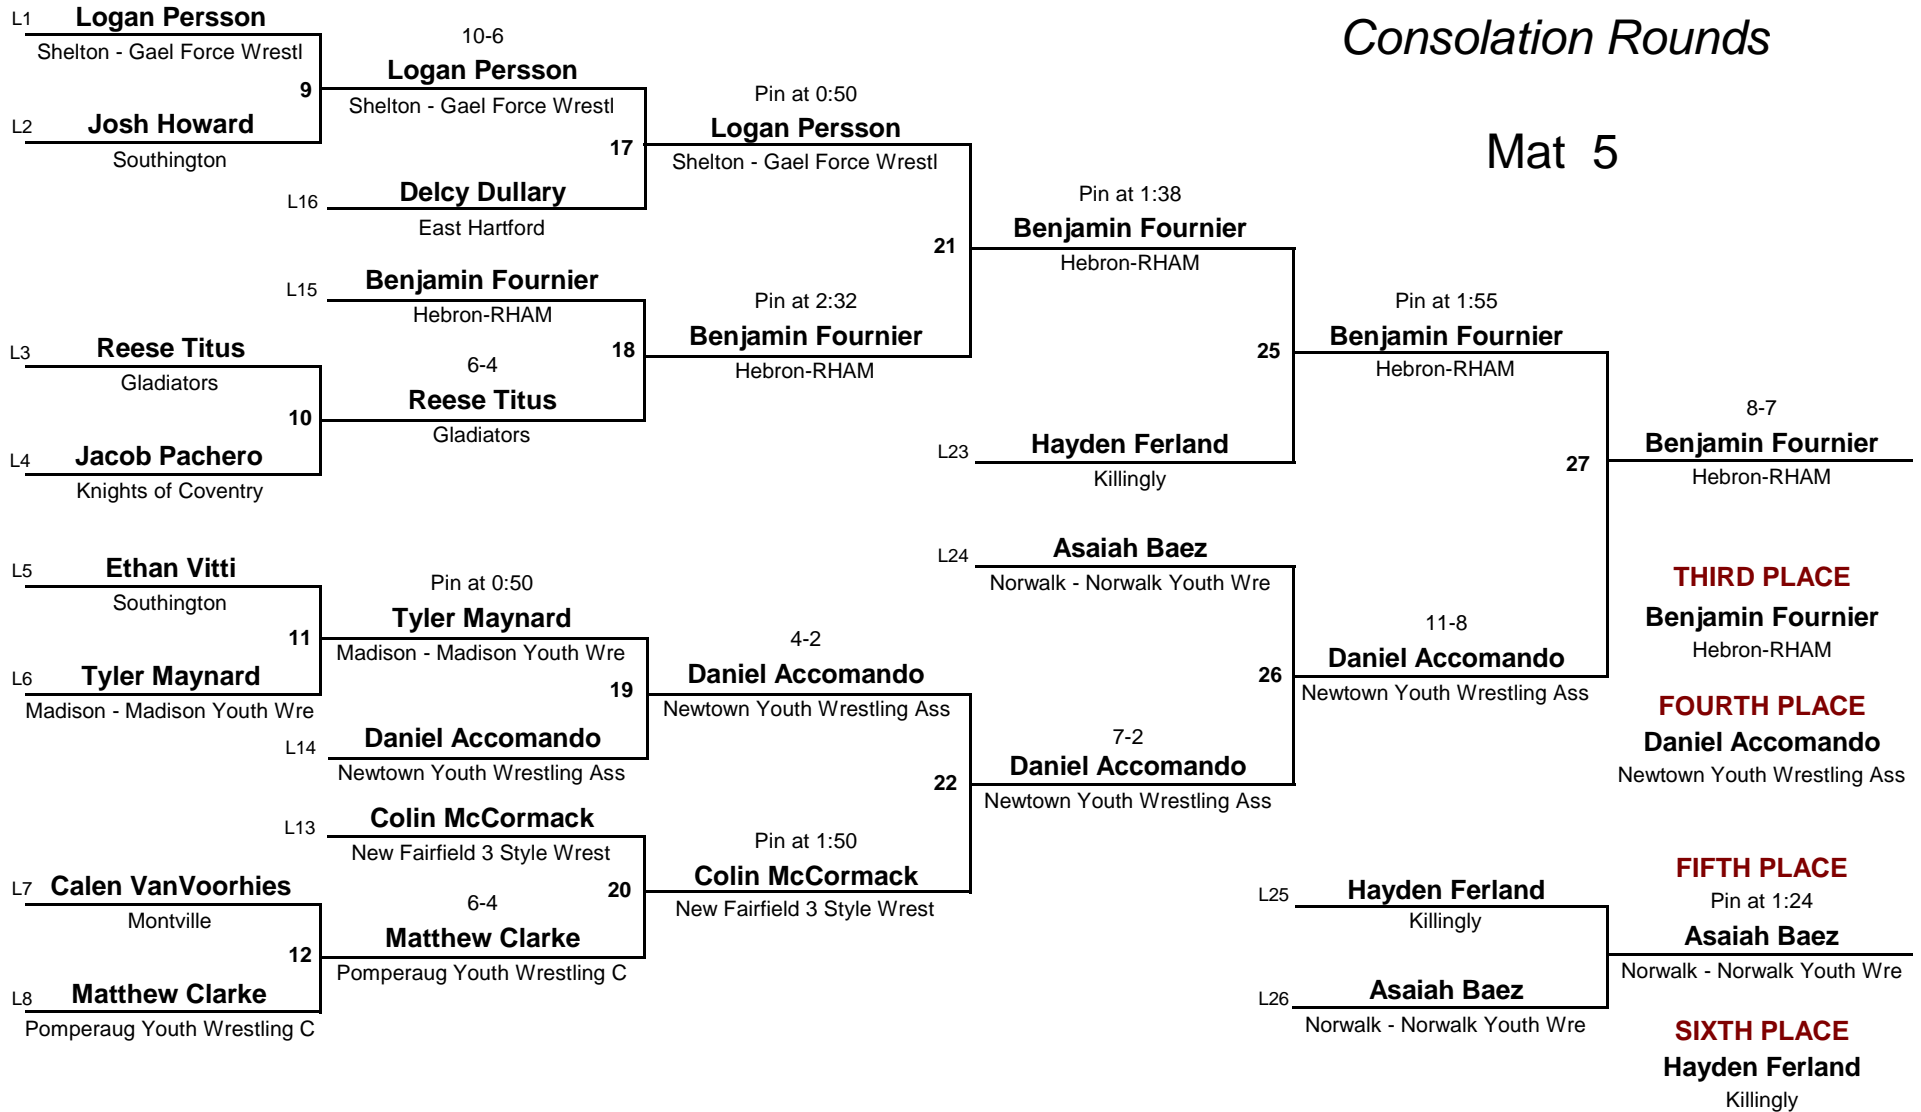 Consolation Rounds
Mat 5
L1 Logan Persson
Shelton - Gael Force Wrestl
9
L2 Josh Howard
Southington
10-6
Logan Persson
Shelton - Gael Force Wrestl
17
L16 Delcy Dullary
East Hartford
Pin at 0:50
Logan Persson
Shelton - Gael Force Wrestl
21
L15 Benjamin Fournier
Hebron-RHAM
18
L3 Reese Titus
Gladiators
10
L4 Jacob Pachero
Knights of Coventry
6-4
Reese Titus
Gladiators
Pin at 2:32
Benjamin Fournier
Hebron-RHAM
Pin at 1:38
Benjamin Fournier
Hebron-RHAM
25
L23 Hayden Ferland
Killingly
Pin at 1:55
Benjamin Fournier
Hebron-RHAM
27
8-7
Benjamin Fournier
Hebron-RHAM
L5 Ethan Vitti
Southington
11
L6 Tyler Maynard
Madison - Madison Youth Wre
Pin at 0:50
Tyler Maynard
Madison - Madison Youth Wre
19
L14 Daniel Accomando
Newtown Youth Wrestling Ass
4-2
Daniel Accomando
Newtown Youth Wrestling Ass
22
L13 Colin McCormack
New Fairfield 3 Style Wrest
20
L7 Calen VanVoorhies
Montville
12
L8 Matthew Clarke
Pomperaug Youth Wrestling C
6-4
Matthew Clarke
Pomperaug Youth Wrestling C
Pin at 1:50
Colin McCormack
New Fairfield 3 Style Wrest
L24 Asaiah Baez
Norwalk - Norwalk Youth Wre
26
7-2
Daniel Accomando
Newtown Youth Wrestling Ass
11-8
Daniel Accomando
Newtown Youth Wrestling Ass
THIRD PLACE
Benjamin Fournier
Hebron-RHAM
FOURTH PLACE
Daniel Accomando
Newtown Youth Wrestling Ass
L25 Hayden Ferland
Killingly
L26 Asaiah Baez
Norwalk - Norwalk Youth Wre
FIFTH PLACE
Pin at 1:24
Asaiah Baez
Norwalk - Norwalk Youth Wre
SIXTH PLACE
Hayden Ferland
Killingly